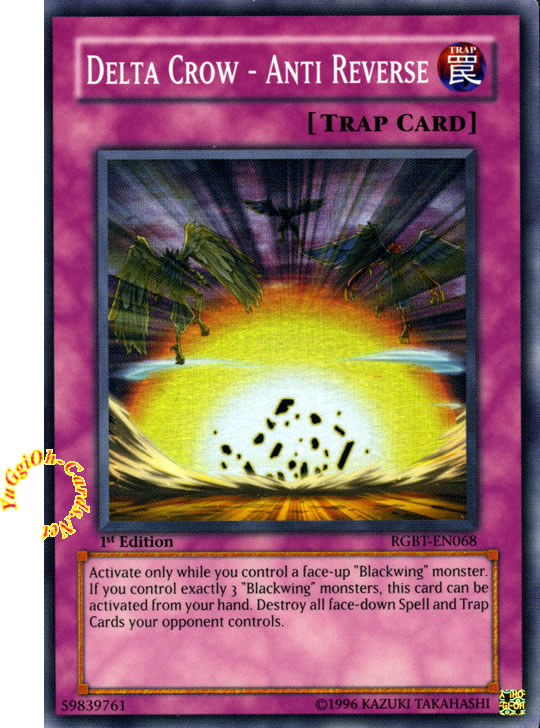 DELTA CROW - ANTI REVERSE
TRAP
罠
[TRAP CARD]
YuGgiOh-Cards.Net
1st Edition
RGBT-EN068
Activate only while you control a face-up "Blackwing" monster.
If you control exactly 3 "Blackwing" monsters, this card can be
activated from your hand. Destroy all face-down Spell and Trap
Cards your opponent controls.
59839761
©1996 KAZUKI TAKAHASHI